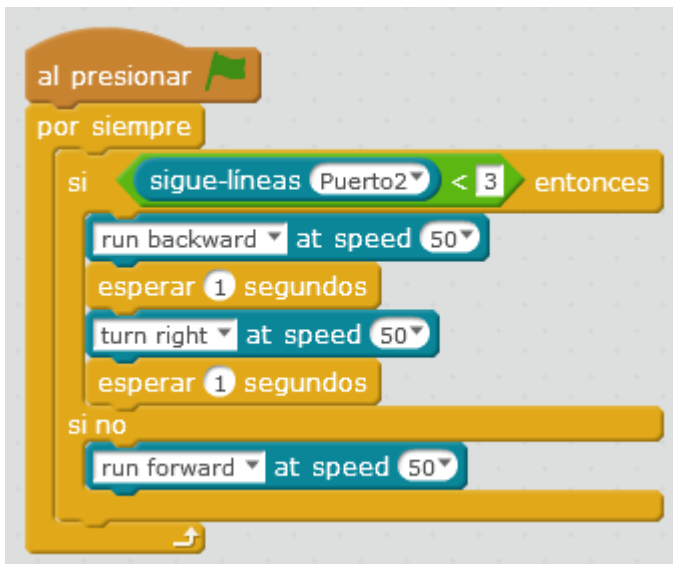 al presionar
por siempre
si sigue-líneas Puerto2 < 3 entonces
run backward at speed 50
esperar 1 segundos
turn right at speed 50
esperar 1 segundos
si no
run forward at speed 50